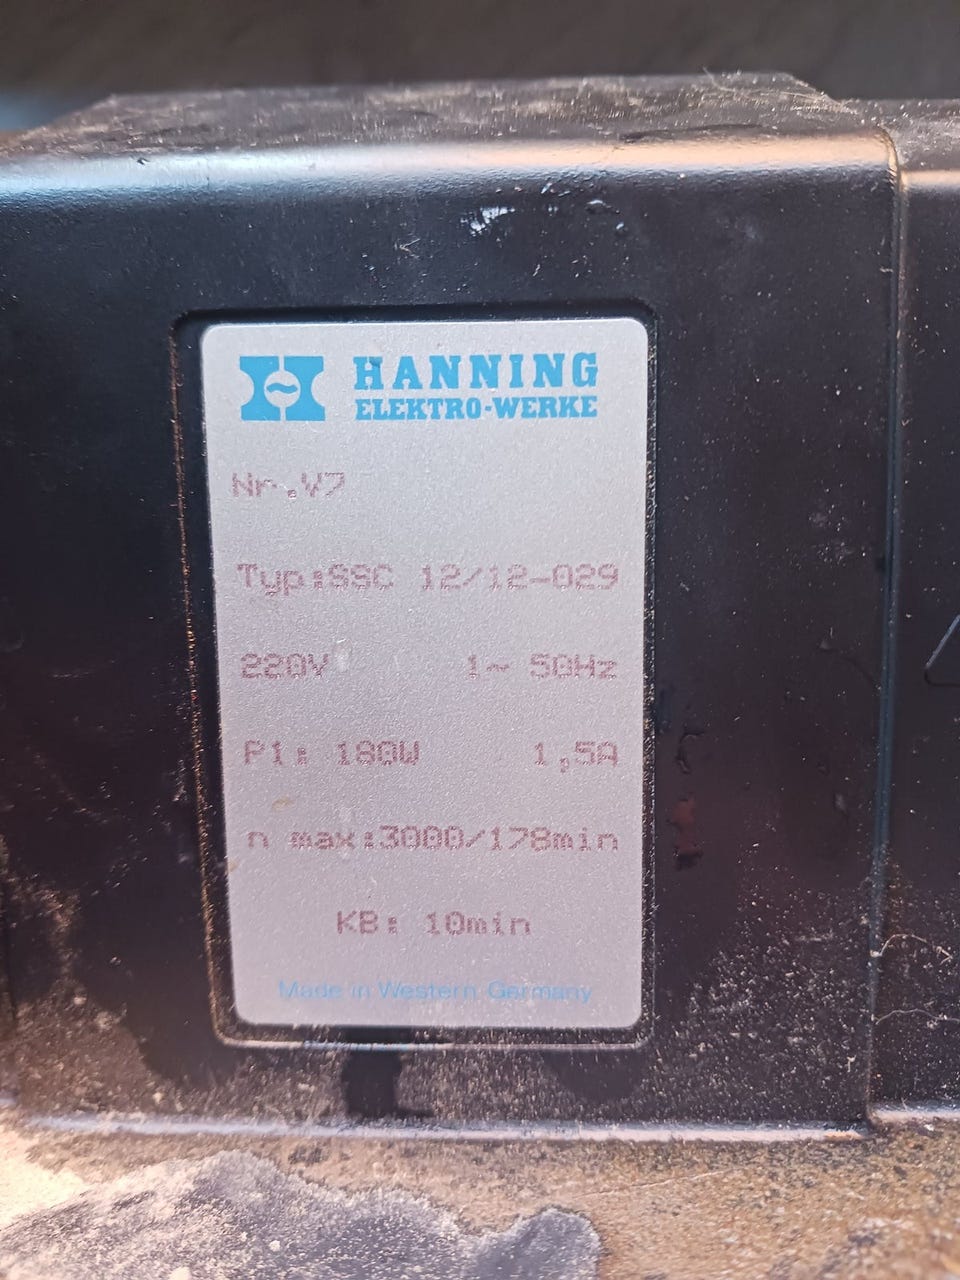 HANNING
ELEKTRO-WERKE
Nr.V7
Typ:SSC 12/12-029
220V 1~ 50Hz
P1: 180W 1,5A
n max:3000/178min
KB: 10min
Made in Western Germany